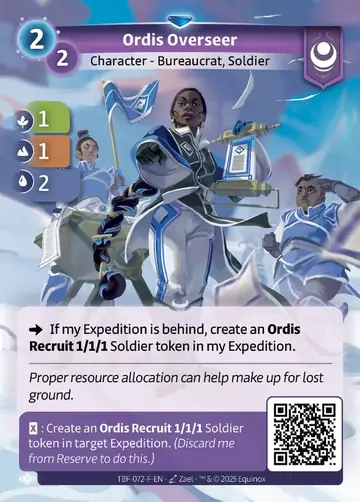 2
2
Ordis Overseer
Character - Bureaucrat, Soldier
1
1
2
If my Expedition is behind, create an Ordis
Recruit 1/1/1 Soldier token in my Expedition.
Proper resource allocation can help make up for lost
ground.
X : Create an Ordis Recruit 1/1/1 Soldier
token in target Expedition. (Discard me
from Reserve to do this.)
TBF-072-F-EN - Zael - ™ & © 2025 Equinox